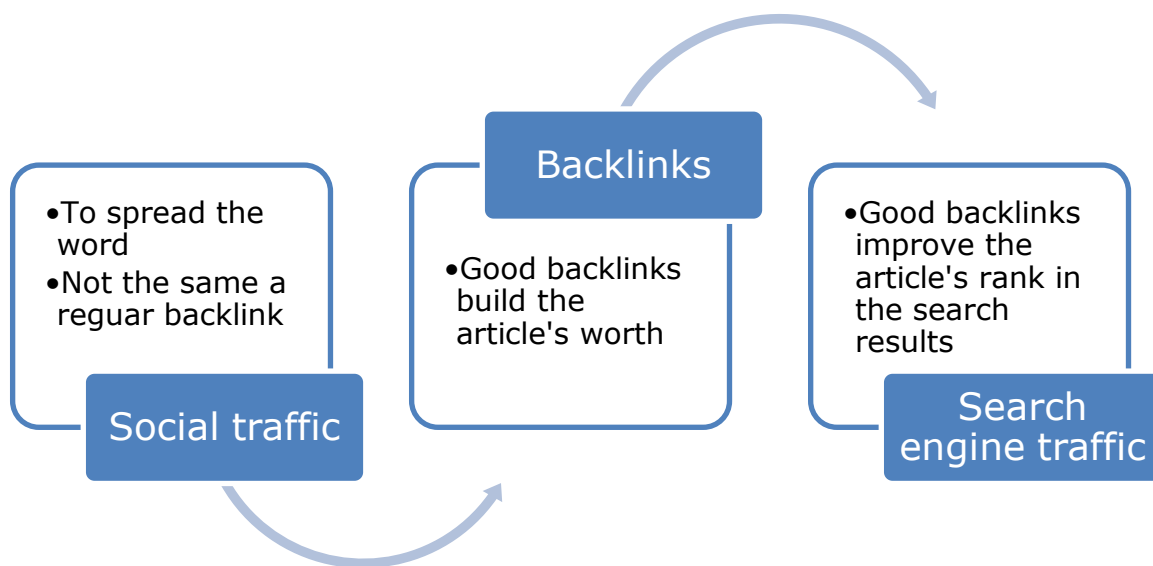 •To spread the
word
•Not the same a
reguar backlink
Social traffic
Backlinks
•Good backlinks
build the
article's worth
•Good backlinks
improve the
article's rank in
the search
results
Search
engine traffic